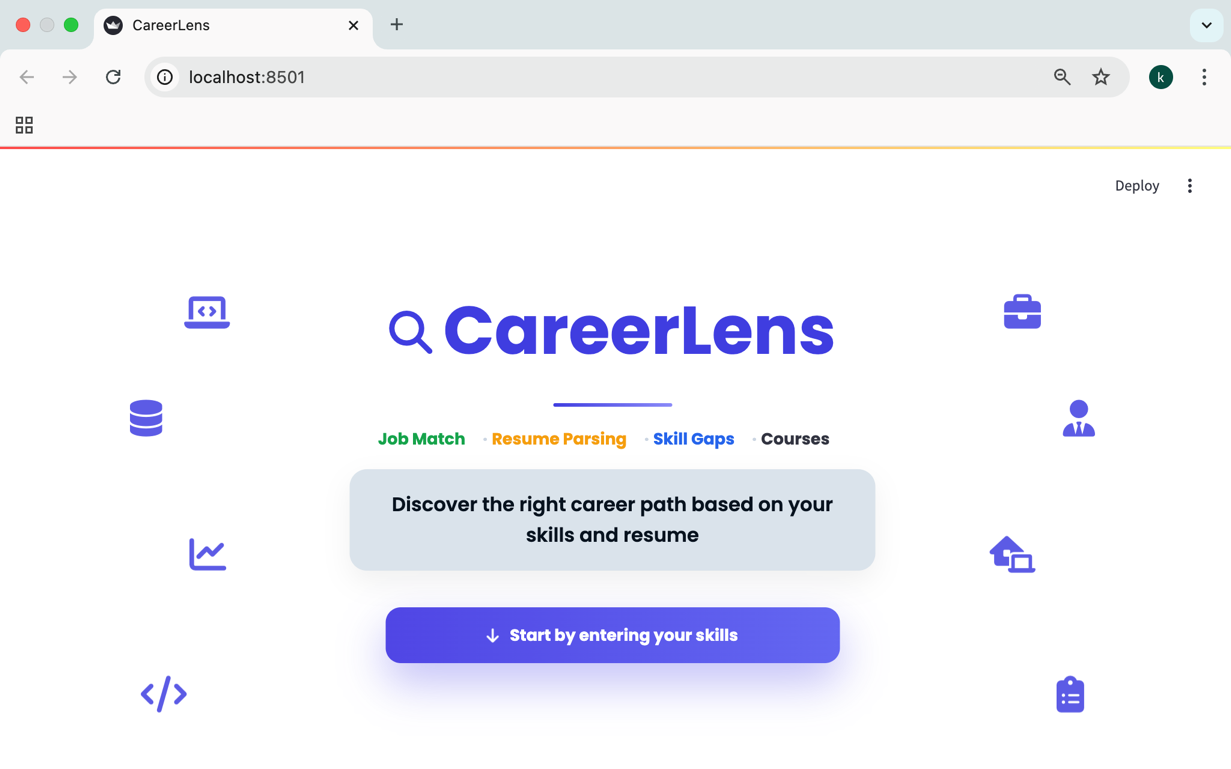 CareerLens
localhost:8501
k
Deploy
CareerLens
Job Match · Resume Parsing · Skill Gaps · Courses
Discover the right career path based on your
skills and resume
↓ Start by entering your skills